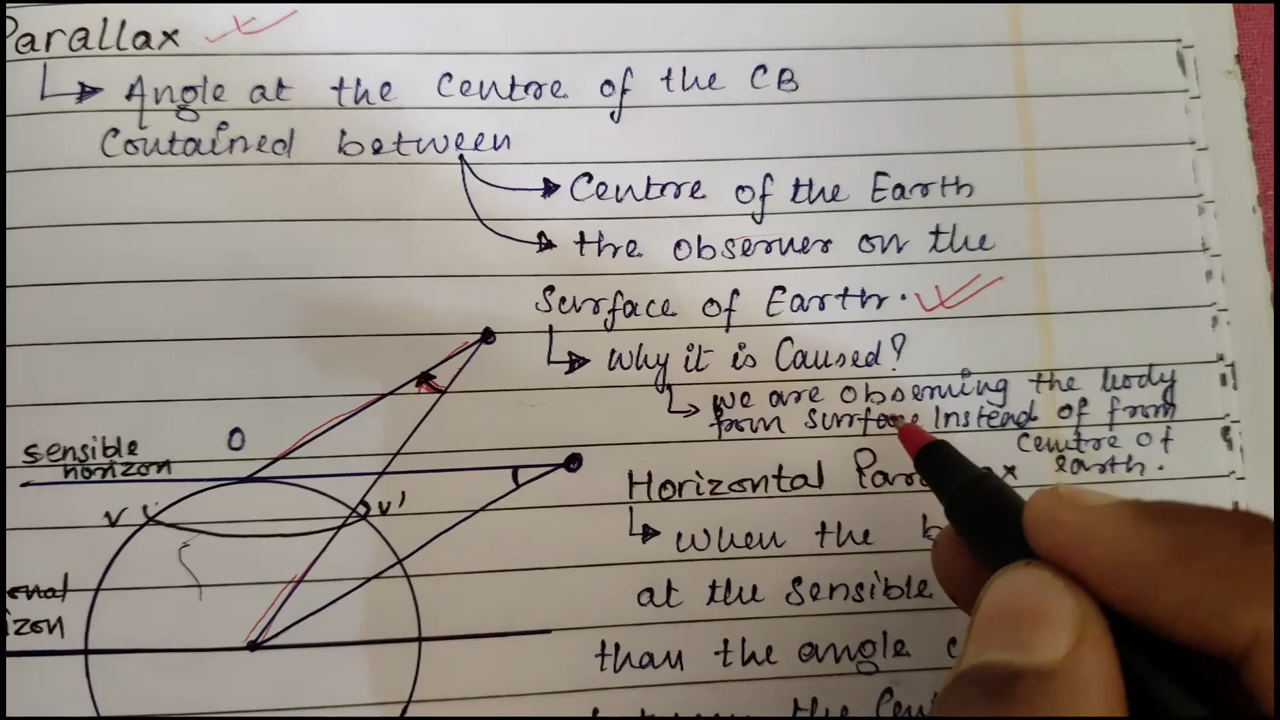 Parallax
Angle at the centre of the CB
Contained between
Centre of the Earth
the observer on the
Surface of Earth.
Why it is Caused?
we are observing the body
from surface instead of from
centre of
earth.
sensible
horizon
O
V
V'
Horizontal
When the
at the sensible
than the angle
between the